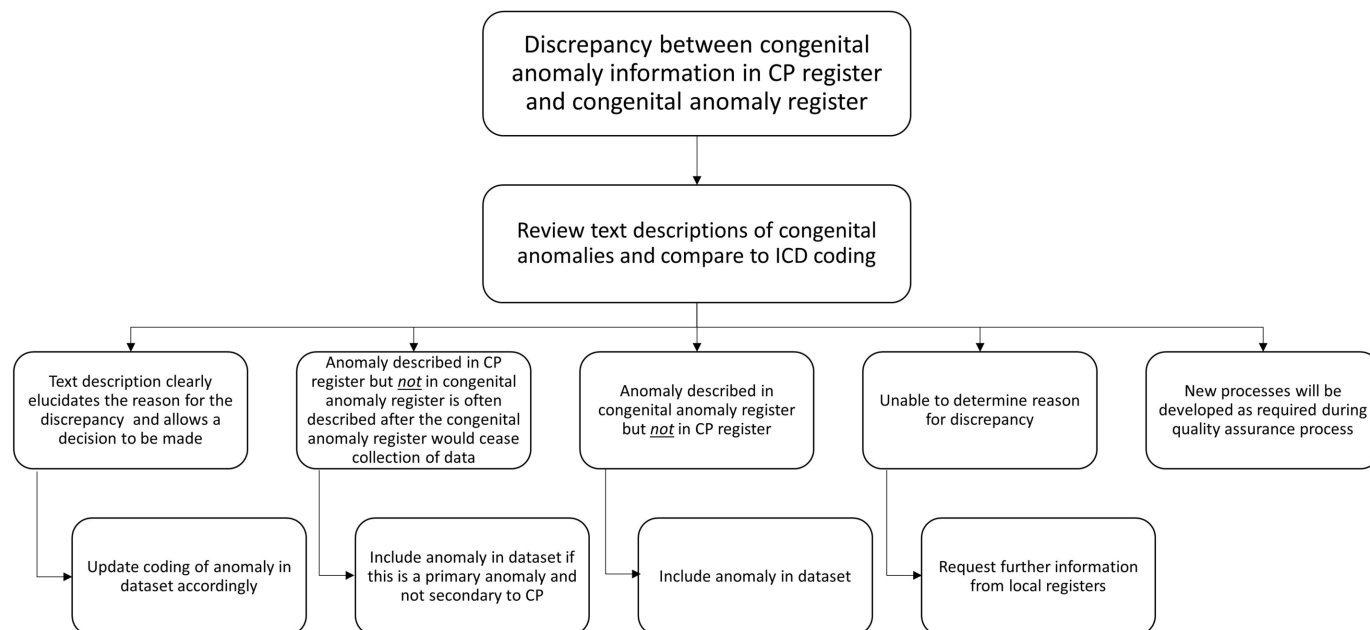 Discrepancy between congenital
anomaly information in CP register
and congenital anomaly register
Review text descriptions of congenital
anomalies and compare to ICD coding
Text description clearly
elucidates the reason for the
discrepancy and allows a
decision to be made
Anomaly described in CP
register but not in congenital
anomaly register is often
described after the congenital
anomaly register would cease
collection of data
Anomaly described in
congenital anomaly register
but not in CP register
Unable to determine reason
for discrepancy
New processes will be
developed as required during
quality assurance process
Update coding of anomaly in
dataset accordingly
Include anomaly in dataset if
this is a primary anomaly and
not secondary to CP
Include anomaly in dataset
Request further information
from local registers